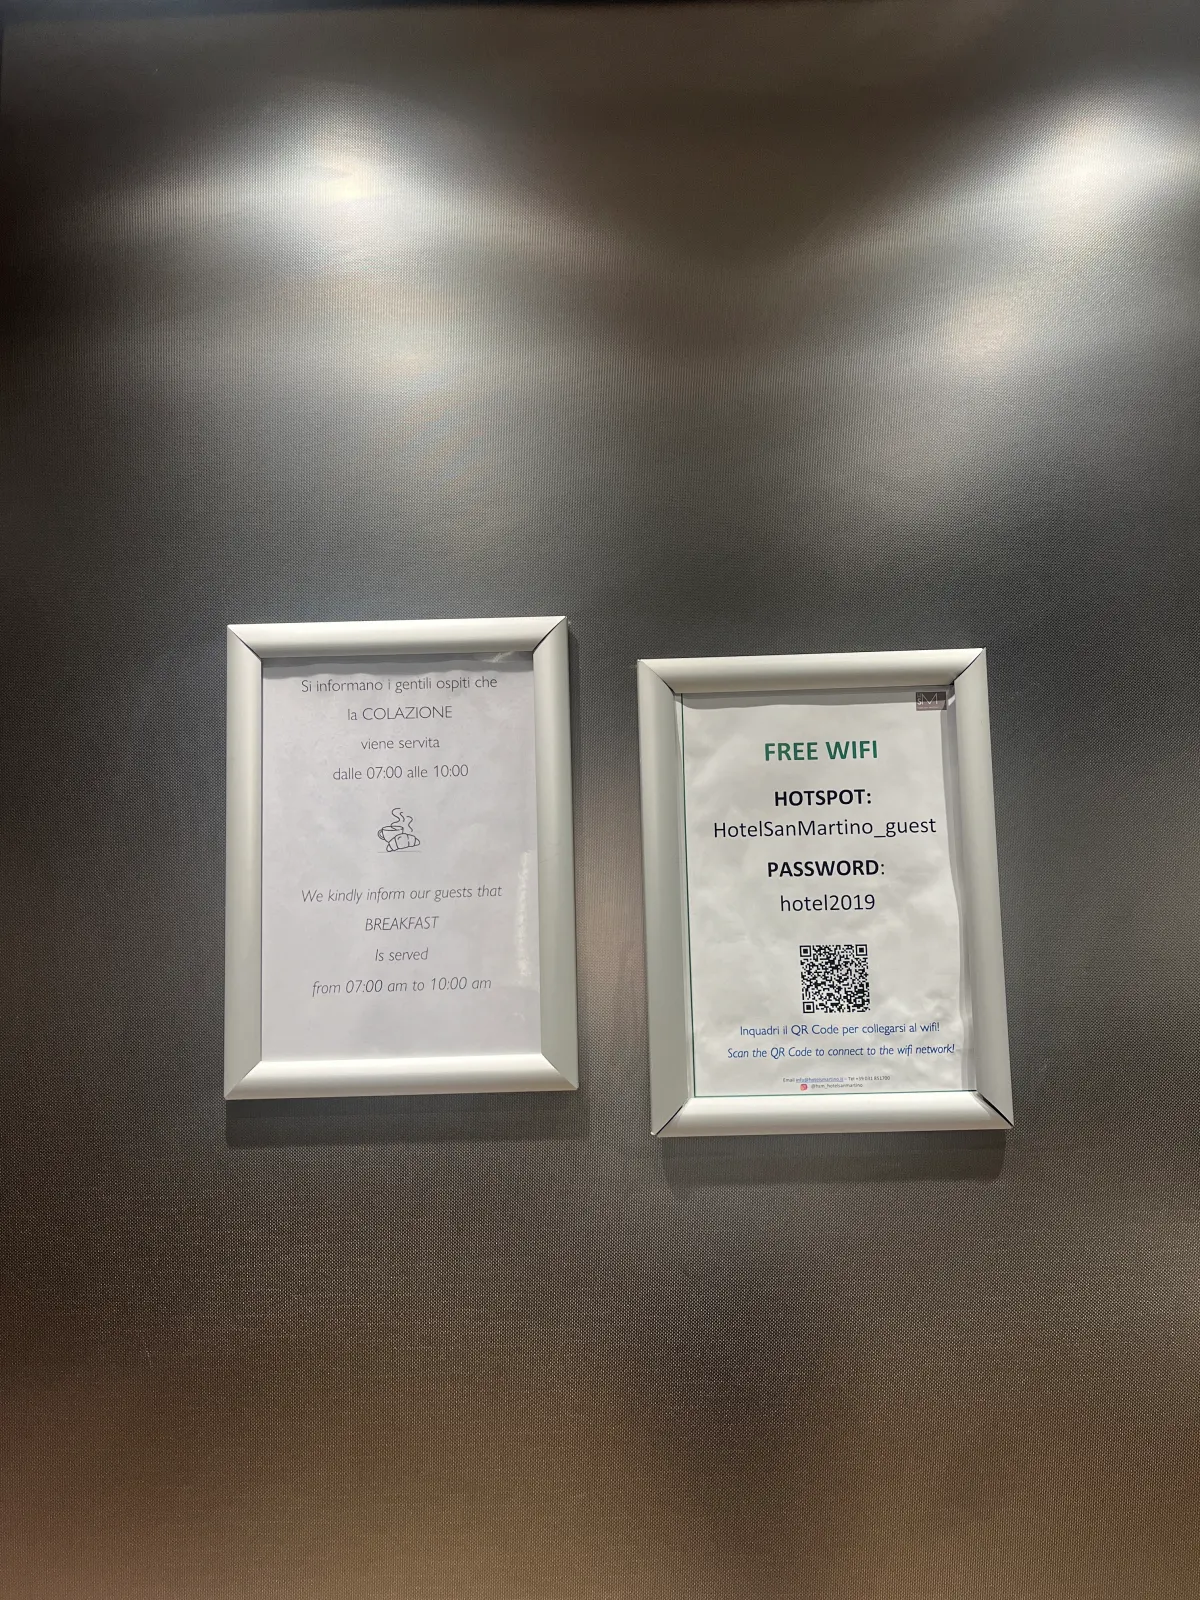 Si informano i gentili ospiti che
la COLAZIONE
viene servita
dalle 07:00 alle 10:00
We kindly inform our guests that
BREAKFAST
Is served
from 07:00 am to 10:00 am
FREE WIFI
HOTSPOT:
HotelSanMartino_guest
PASSWORD:
hotel2019
Inquadri il QR Code per collegarsi al wifi!
Scan the QR Code to connect to the wifi network!
Email
@hsm_hotelsanmartino